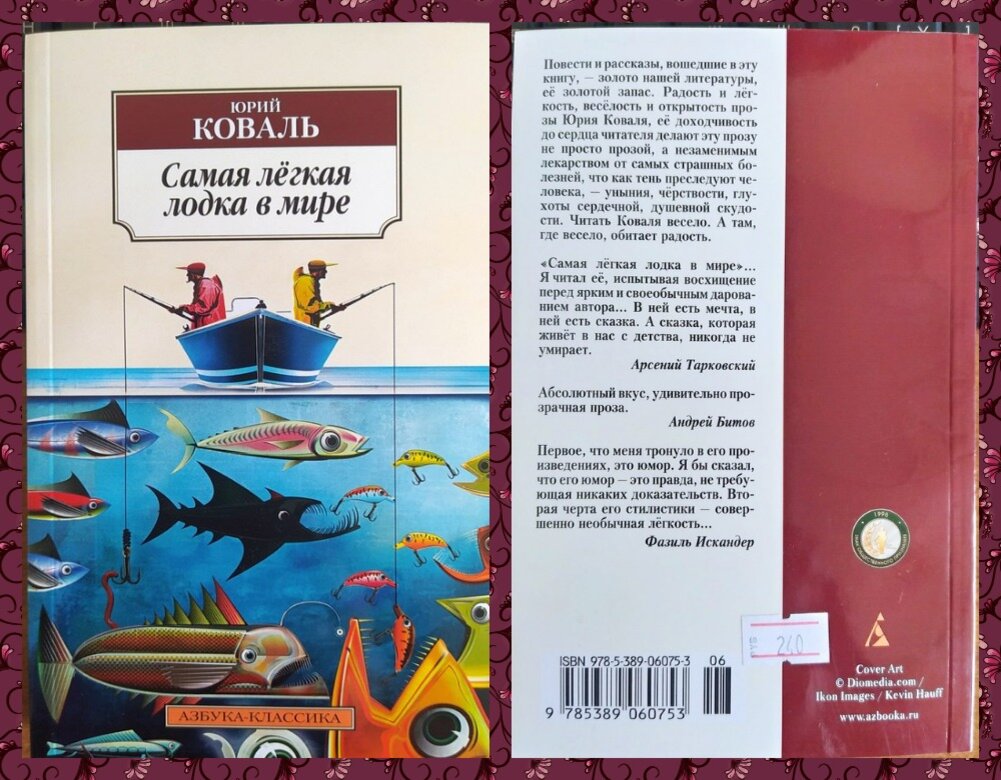 ЮРИЙ
КОВАЛЬ
Самая лёгкая
лодка в мире
АЗБУКА-КЛАССИКА
Повести и рассказы, вошедшие в эту
книгу, — золото нашей литературы,
её золотой запас. Радость и лёг-
кость, весёлость и открытость про-
зы Юрия Коваля, её доходчивость
до сердца читателя делают эту прозу
не просто прозой, а незаменимым
лекарством от самых страшных бо-
лезней, что как тень преследуют че-
ловека, — уныния, чёрствости, глу-
хоты сердечной, душевной скудо-
сти. Читать Коваля весело. А там,
где весело, обитает радость.
«Самая лёгкая лодка в мире»...
Я читал её, испытывая восхищение
перед ярким и своеобычным дарова-
нием автора... В ней есть мечта, в
ней есть сказка. А сказка, которая
живёт в нас с детства, никогда не
умирает.
Арсений Тарковский
Абсолютный вкус, удивительно про-
зрачная проза.
Андрей Битов
Первое, что меня тронуло в его про-
изведениях, это юмор. Я бы сказал,
что его юмор — это правда, не требу-
ющая никаких доказательств. Вто-
рая черта его стилистики — совер-
шенно необычная лёгкость...
Фазиль Искандер
1996
руб 240
ISBN 978-5-389-06075-3 06
9 785389 060753
Cover Art
© Diomedia.com /
Ikon Images / Kevin Hauff
www.azbooka.ru